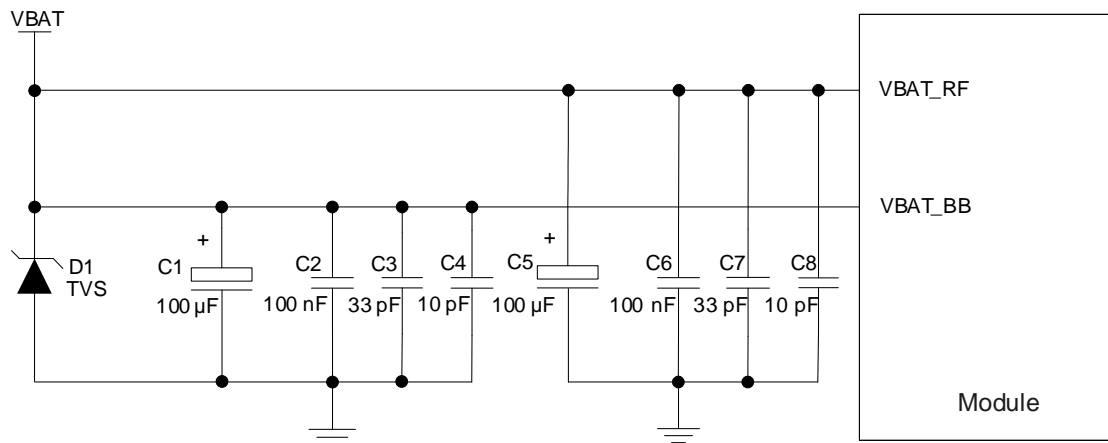 VBAT
VBAT_RF
VBAT_BB
+
+
D1
TVS
C1
100 µF
C2
100 nF
C3
33 pF
C4
10 pF
C5
100 µF
C6
100 nF
C7
33 pF
C8
10 pF
Module